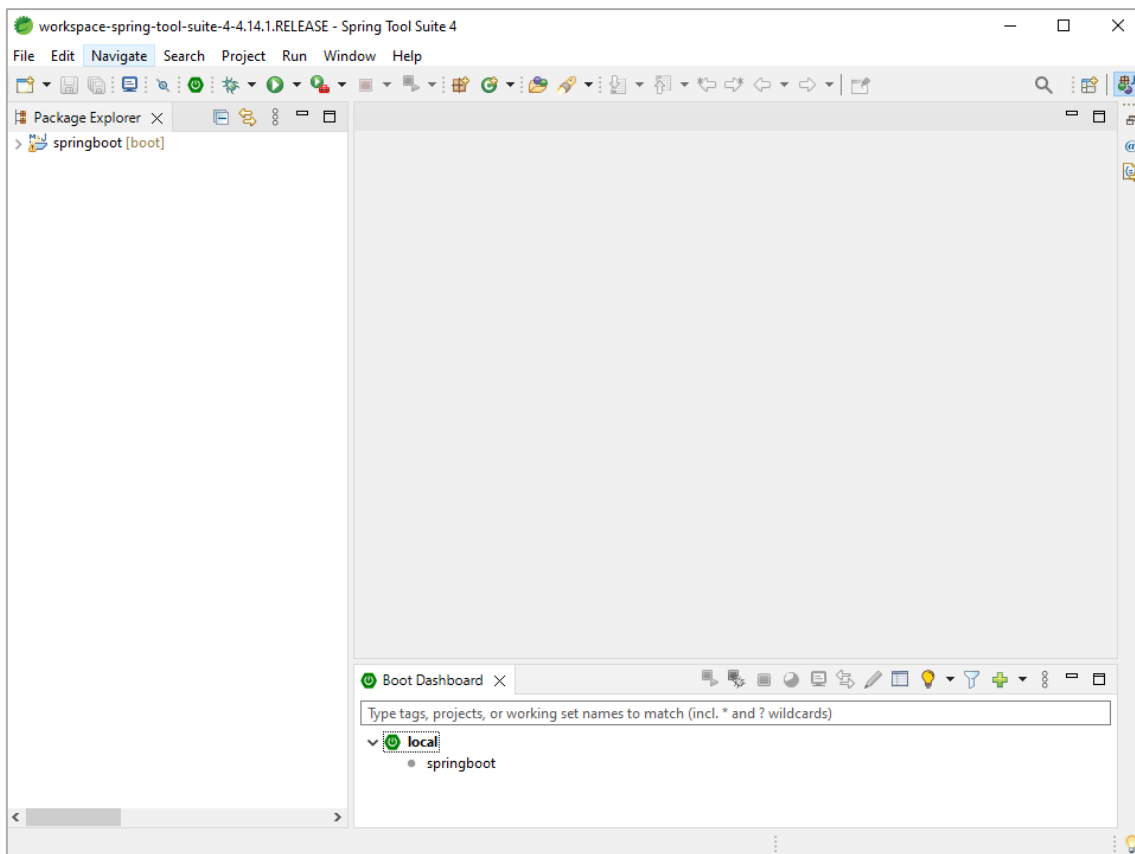 workspace-spring-tool-suite-4-4.14.1.RELEASE - Spring Tool Suite 4
File Edit Navigate Search Project Run Window Help
Package Explorer
springboot [boot]
Boot Dashboard
Type tags, projects, or working set names to match (incl. * and ? wildcards)
local
springboot